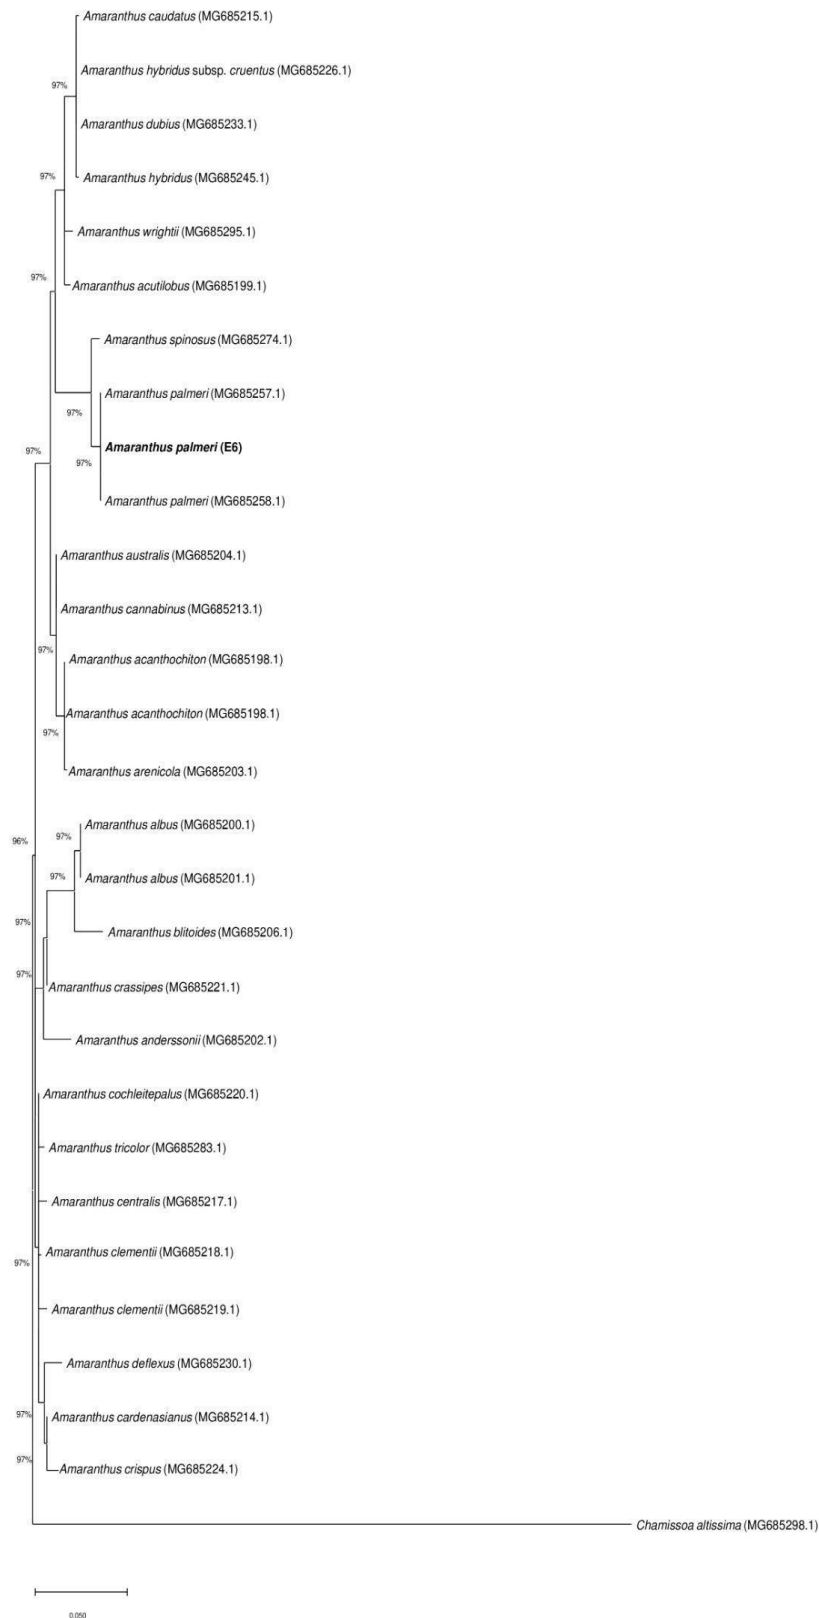 Amaranthus caudatus (MG685215.1)
Amaranthus hybridus subsp. cruentus (MG685226.1)
97%
Amaranthus dubius (MG685233.1)
97%
Amaranthus hybridus (MG685245.1)
Amaranthus wrightii (MG685295.1)
97%
Amaranthus acutilobus (MG685199.1)
Amaranthus spinosus (MG685274.1)
Amaranthus palmeri (MG685257.1)
97%
97%
Amaranthus palmeri (E6)
97%
Amaranthus palmeri (MG685258.1)
Amaranthus australis (MG685204.1)
Amaranthus cannabinus (MG685213.1)
97%
Amaranthus acanthochiton (MG685198.1)
Amaranthus acanthochiton (MG685198.1)
97%
Amaranthus arenicola (MG685203.1)
Amaranthus albus (MG685200.1)
97%
96%
97%
Amaranthus albus (MG685201.1)
97%
Amaranthus blitoides (MG685206.1)
97%
Amaranthus crassipes (MG685221.1)
Amaranthus anderssonii (MG685202.1)
Amaranthus cochleitepalus (MG685220.1)
Amaranthus tricolor (MG685283.1)
Amaranthus centralis (MG685217.1)
Amaranthus clementii (MG685218.1)
97%
Amaranthus clementii (MG685219.1)
Amaranthus deflexus (MG685230.1)
97%
Amaranthus cardenasianus (MG685214.1)
97%
Amaranthus crispus (MG685224.1)
Chamissoa altissima (MG685298.1)
0.050